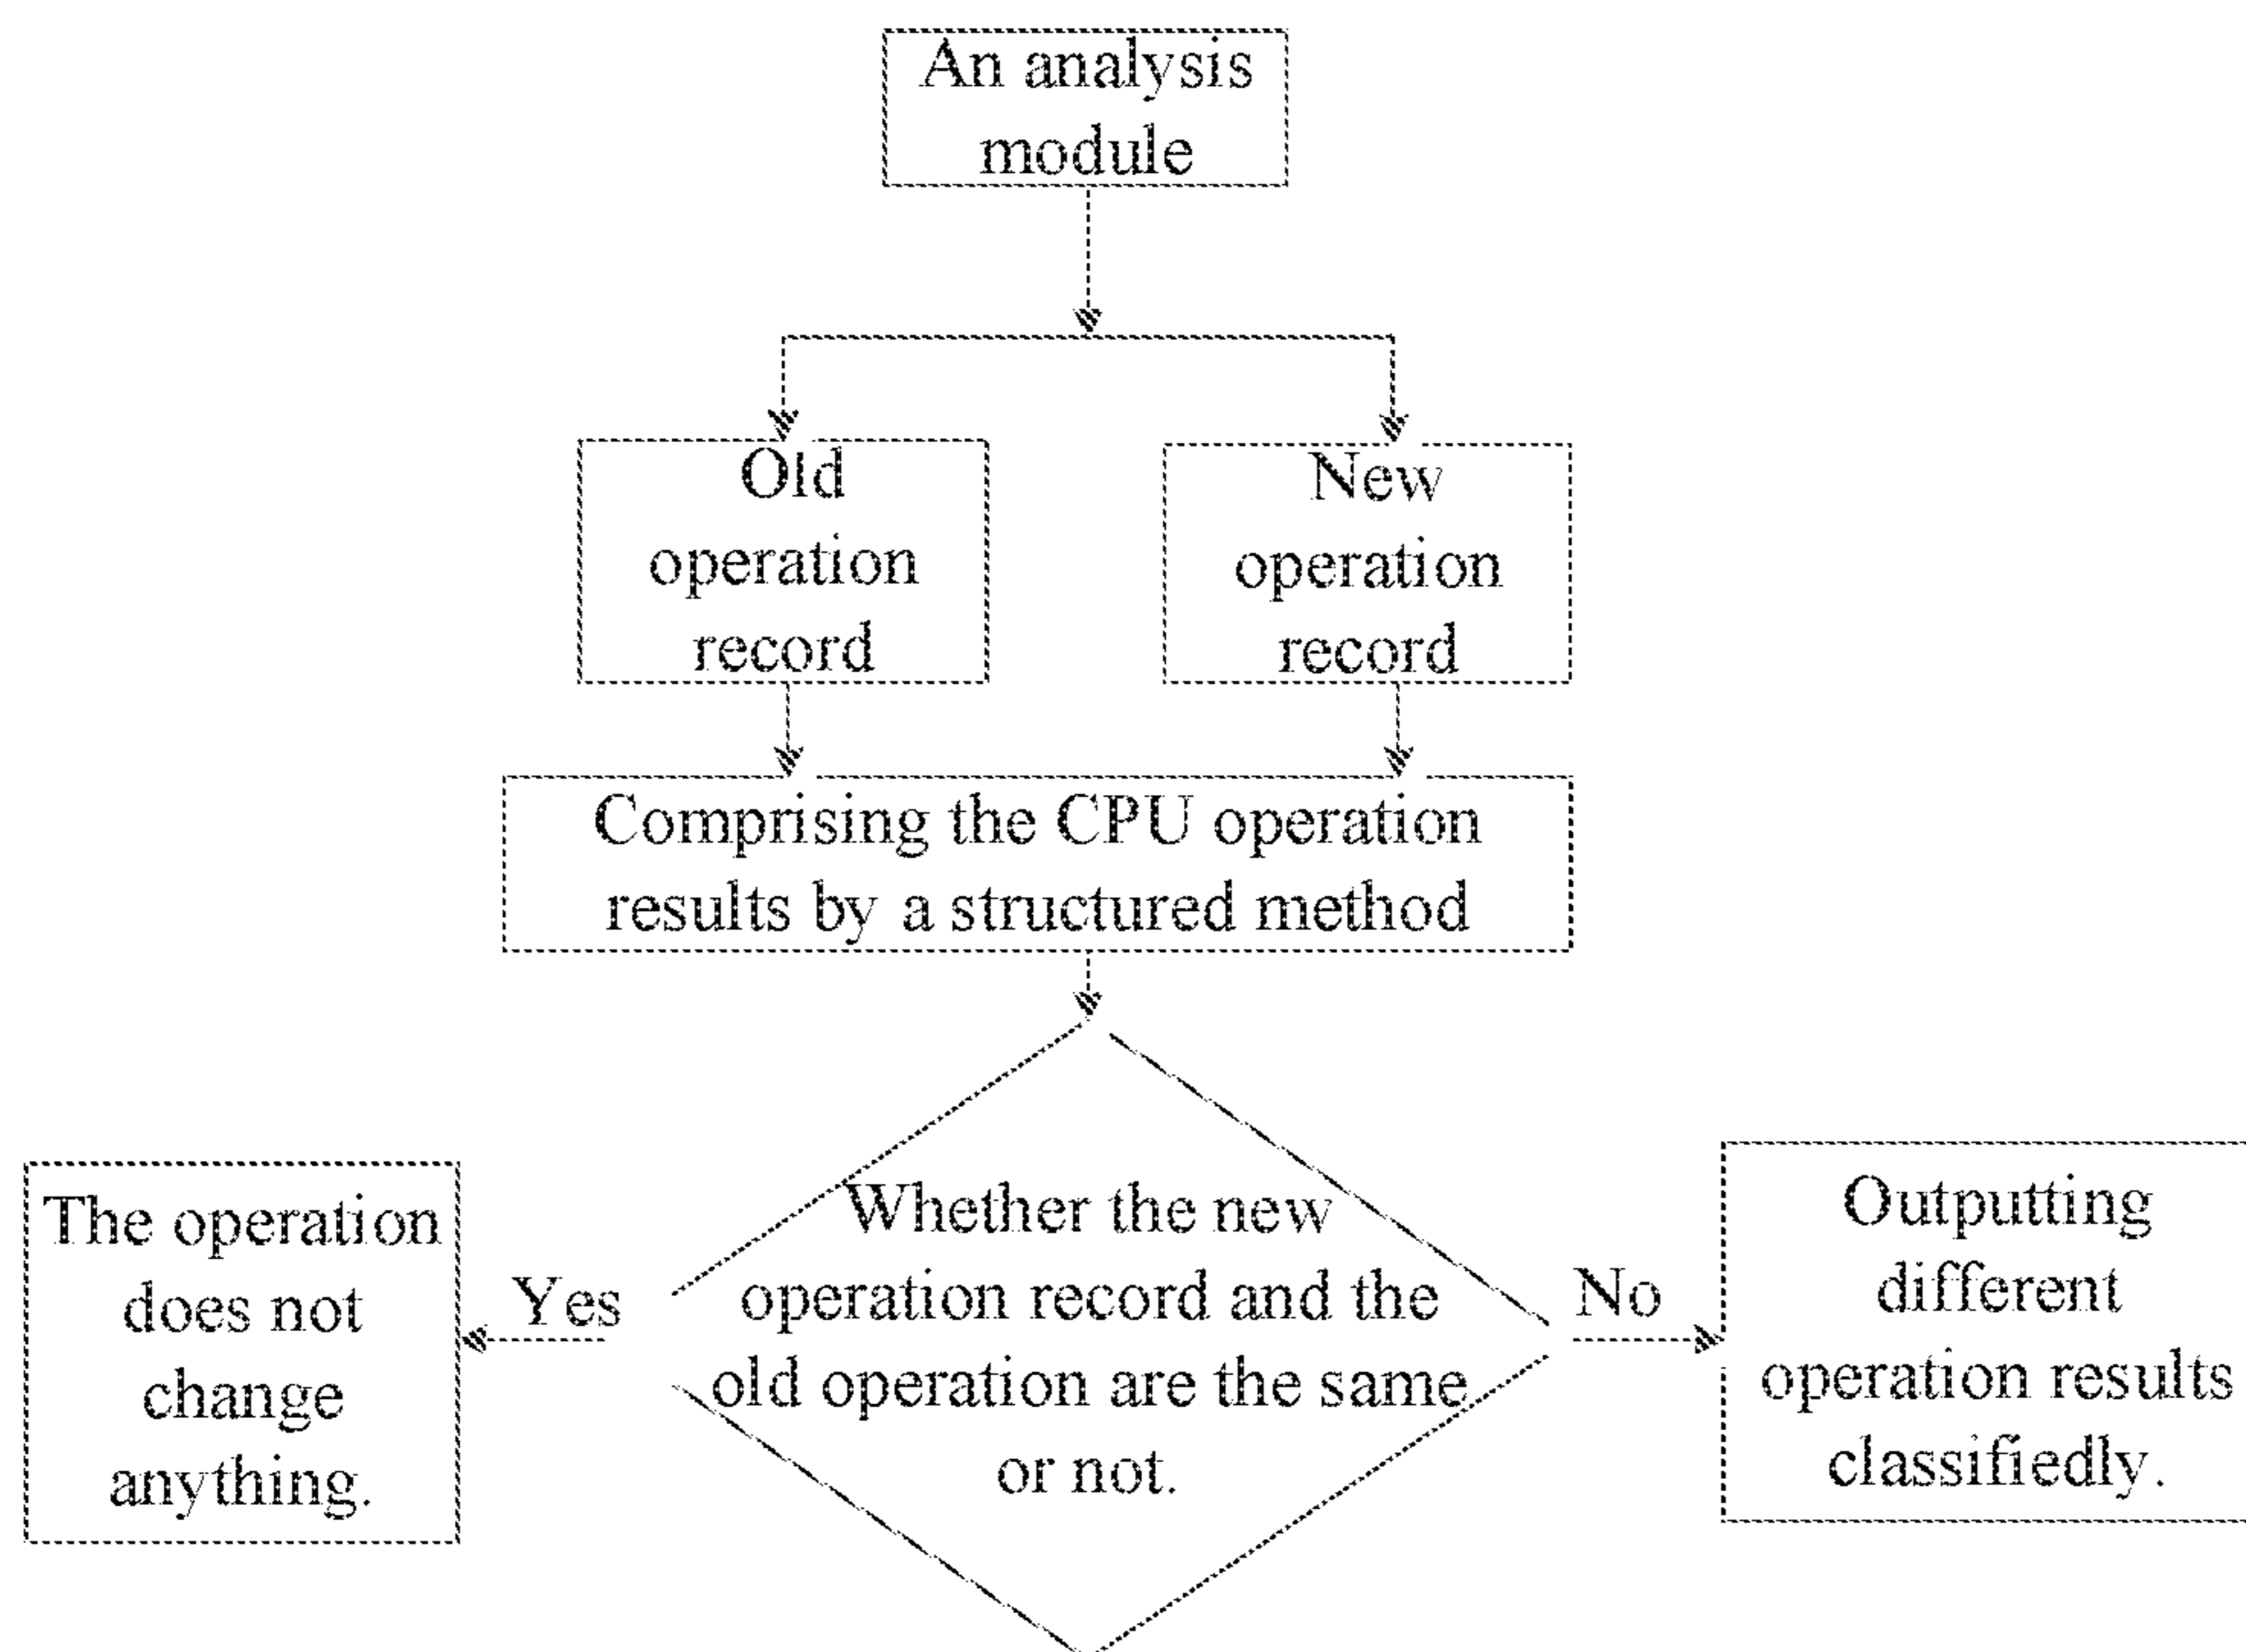 An analysis
module
Old
operation
record
New
operation
record
Comprising the CPU operation
results by a structured method
Whether the new
operation record and the
old operation are the same
or not.
Yes
The operation
does not
change
anything.
No
Outputting
different
operation results
classifiedly.